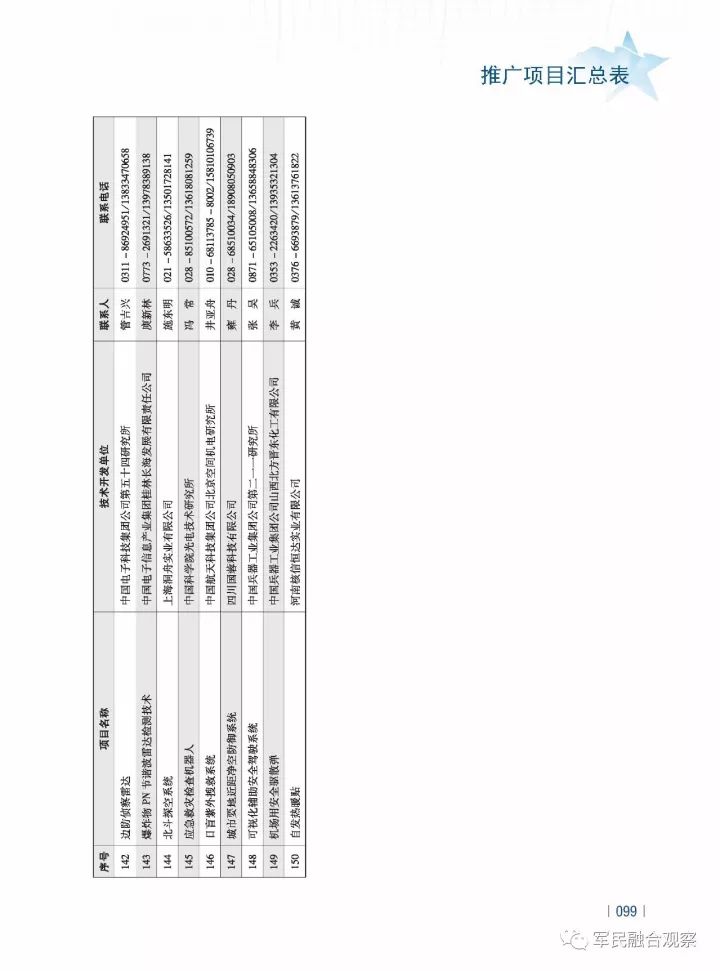 推广项目汇总表
序号 项目名称 技术开发单位 联系人 联系电话
142 边防侦察雷达 中国电子科技集团公司第五十四研究所 管吉兴 0311-86924951/13833470658
143 爆炸物PN节谐波雷达检测技术 中国电子信息产业集团桂林长海发展有限责任公司 庾新林 0773-2691321/13978389138
144 北斗探空系统 上海洞舟实业有限公司 施东明 021-58633526/13501728141
145 应急救灾检查机器人 中国科学院光电技术研究所 冯常 028-85100572/13618081259
146 日盲紫外搜救系统 中国航天科技集团公司北京空间机电研究所 井亚舟 010-68113785-8002/15810106739
147 城市要地近距净空防御系统 四川国蓉科技有限公司 雍丹 028-68510034/18908050903
148 可视化辅助安全驾驶系统 中国兵器工业集团公司第二一一研究所 张昊 0871-65105008/13658848306
149 机场用安全驱散弹 中国兵器工业集团公司山西北方晋东化工有限公司 李兵 0353-2263420/13935321304
150 自发热暖贴 河南核信恒达实业有限公司 黄诚 0376-6693879/13613761822
| 099 |
军民融合观察